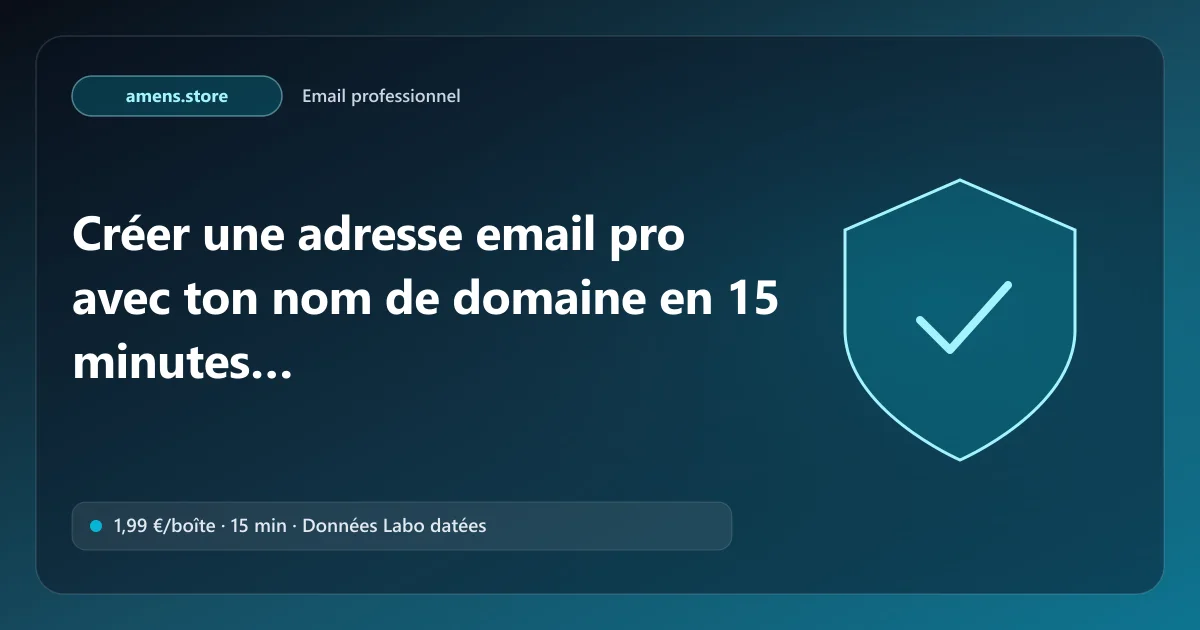 amens.store
Email professionnel
Créer une adresse email pro
avec ton nom de domaine en 15
minutes…
1,99 €/boîte · 15 min · Données Labo datées